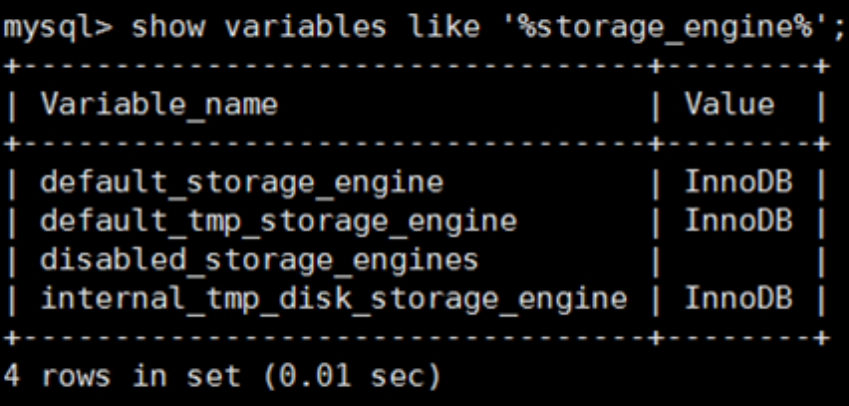 mysql> show variables like '%storage_engine%';
+----------------------------------+--------+
| Variable_name                    | Value  |
+----------------------------------+--------+
| default_storage_engine           | InnoDB |
| default_tmp_storage_engine       | InnoDB |
| disabled_storage_engines         |        |
| internal_tmp_disk_storage_engine | InnoDB |
+----------------------------------+--------+
4 rows in set (0.01 sec)